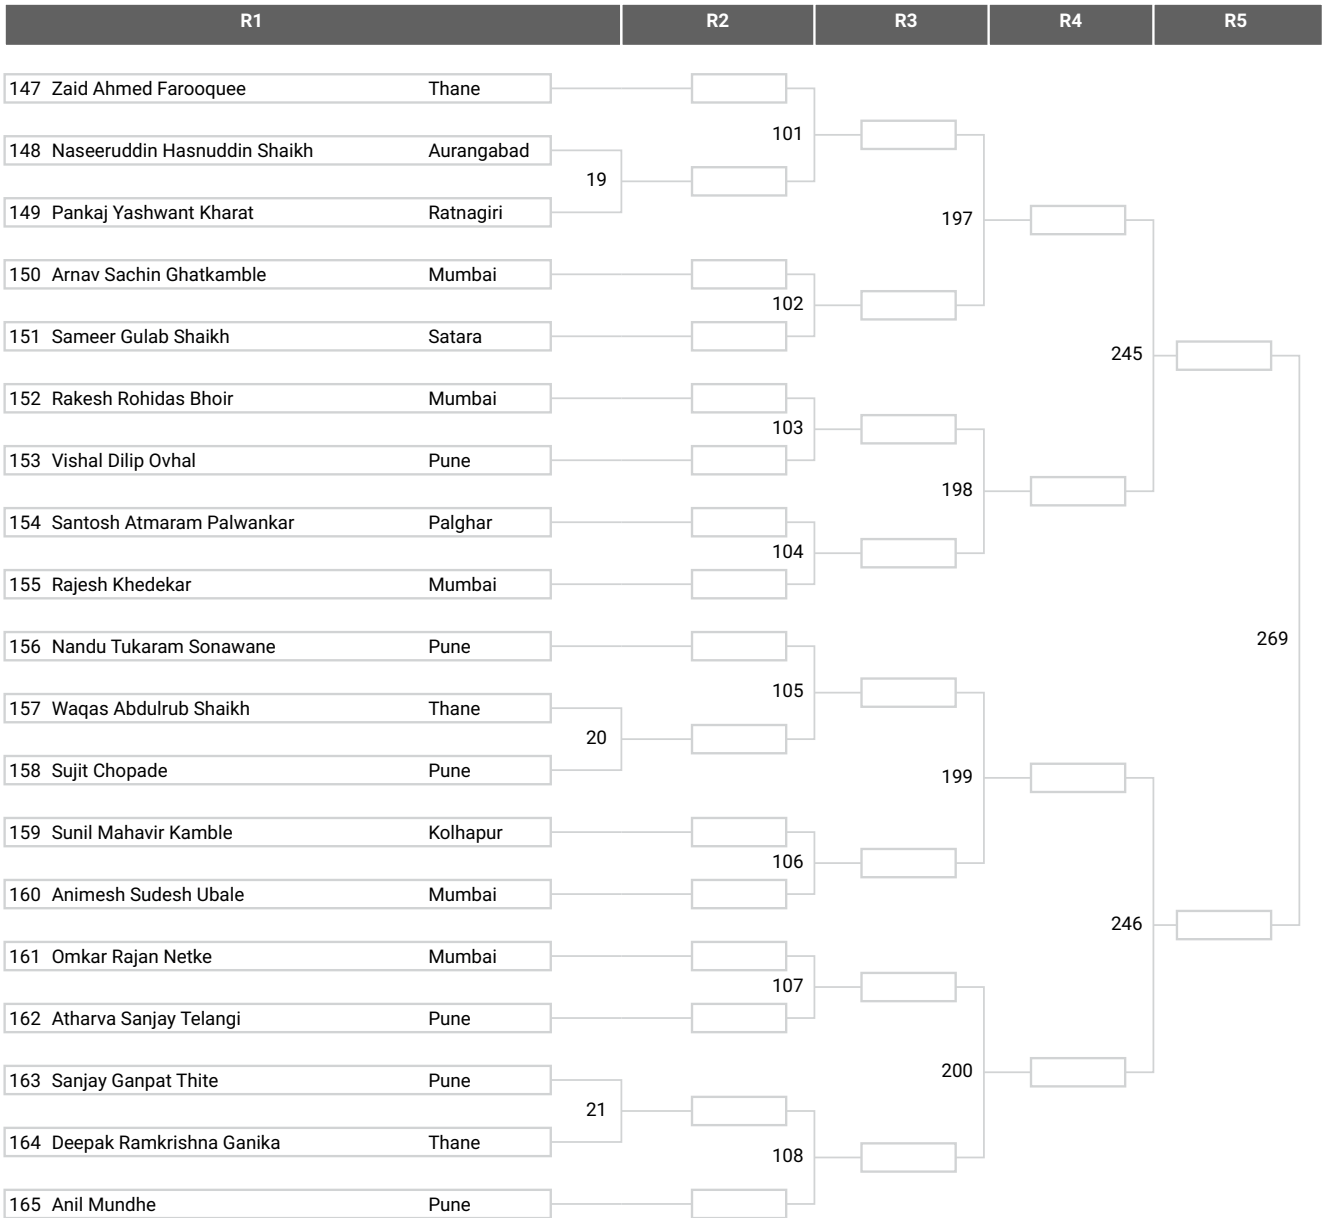 R1 R2 R3 R4 R5
147 Zaid Ahmed Farooquee Thane
101
148 Naseeruddin Hasnuddin Shaikh Aurangabad
19
149 Pankaj Yashwant Kharat Ratnagiri
197
150 Arnav Sachin Ghatkamble Mumbai
102
151 Sameer Gulab Shaikh Satara
245
152 Rakesh Rohidas Bhoir Mumbai
103
153 Vishal Dilip Ovhal Pune
198
154 Santosh Atmaram Palwankar Palghar
104
155 Rajesh Khedekar Mumbai
156 Nandu Tukaram Sonawane Pune
269
105
157 Waqas Abdulrub Shaikh Thane
20
158 Sujit Chopade Pune
199
159 Sunil Mahavir Kamble Kolhapur
106
160 Animesh Sudesh Ubale Mumbai
246
161 Omkar Rajan Netke Mumbai
107
162 Atharva Sanjay Telangi Pune
200
163 Sanjay Ganpat Thite Pune
21
164 Deepak Ramkrishna Ganika Thane
108
165 Anil Mundhe Pune